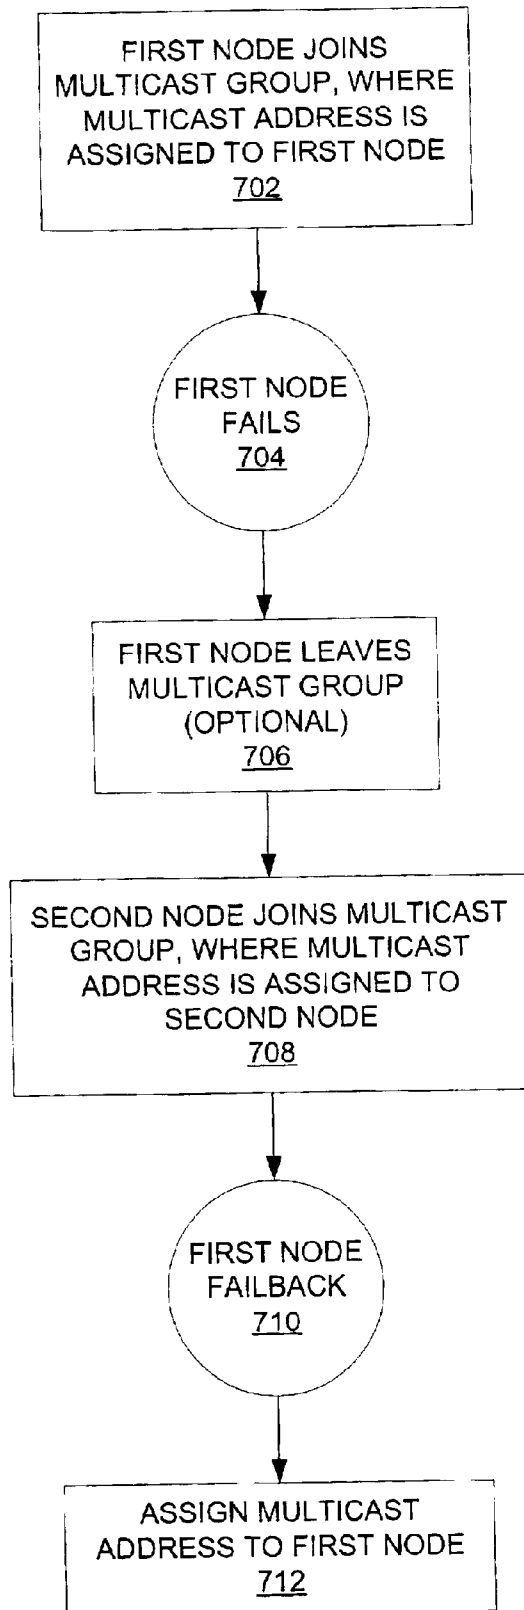 FIRST NODE JOINS
MULTICAST GROUP, WHERE
MULTICAST ADDRESS IS
ASSIGNED TO FIRST NODE
702
FIRST NODE
FAILS
704
FIRST NODE LEAVES
MULTICAST GROUP
(OPTIONAL)
706
SECOND NODE JOINS MULTICAST
GROUP, WHERE MULTICAST
ADDRESS IS ASSIGNED TO
SECOND NODE
708
FIRST NODE
FAILBACK
710
ASSIGN MULTICAST
ADDRESS TO FIRST NODE
712